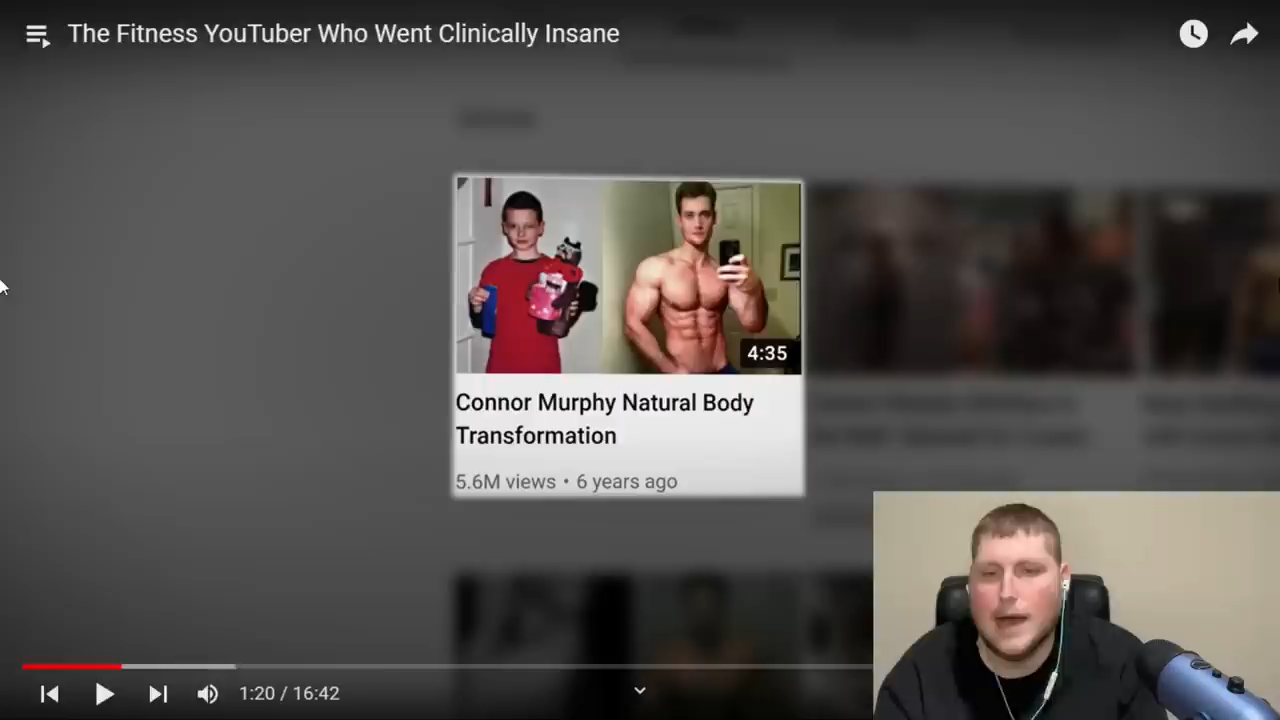 The Fitness YouTuber Who Went Clinically Insane
4:35
Connor Murphy Natural Body
Transformation
5.6M views • 6 years ago
1:20 / 16:42